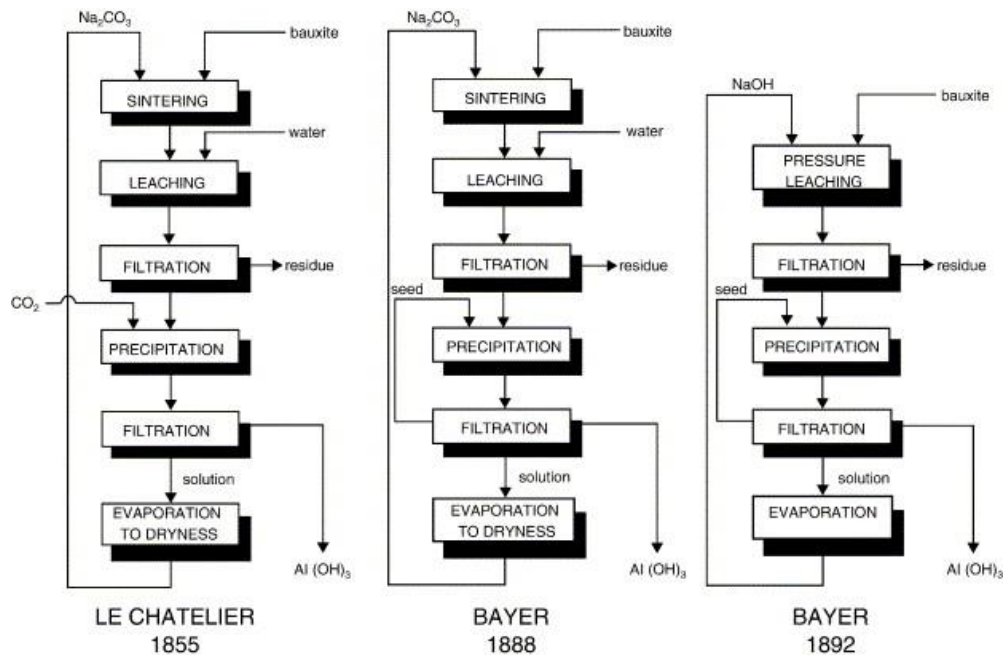 Na₂CO₃
bauxite
SINTERING
water
LEACHING
FILTRATION
residue
CO₂
PRECIPITATION
FILTRATION
solution
EVAPORATION
TO DRYNESS
Al (OH)₃
LE CHATELIER
1855
Na₂CO₃
bauxite
SINTERING
water
LEACHING
FILTRATION
residue
seed
PRECIPITATION
FILTRATION
solution
EVAPORATION
TO DRYNESS
Al (OH)₃
BAYER
1888
NaOH
bauxite
PRESSURE
LEACHING
FILTRATION
residue
seed
PRECIPITATION
FILTRATION
solution
EVAPORATION
Al (OH)₃
BAYER
1892